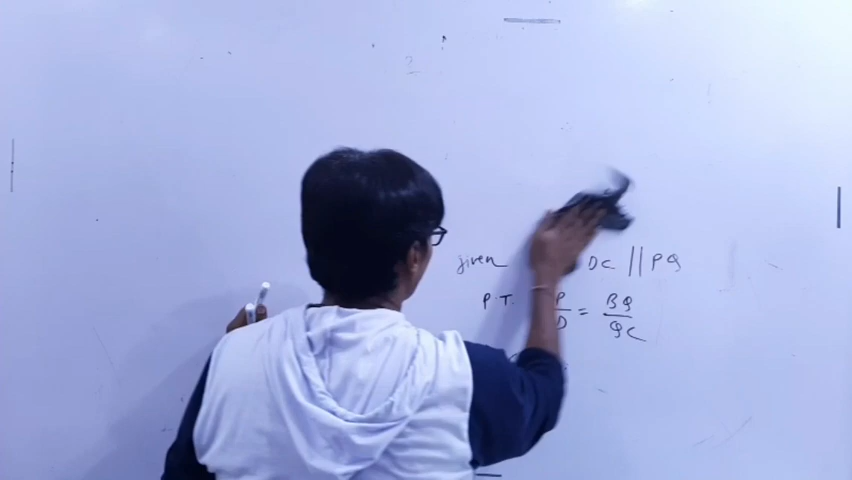 given DC || PQ
P.T. P/D = BQ/QC